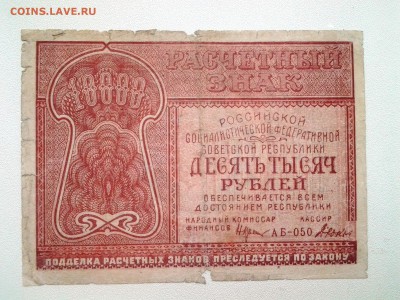 COINS.LAVE.RU
10000
РАСЧЕТНЫЙ
ЗНАК
РОССИЙСКОЙ
СОЦИАЛИСТИЧЕСКОЙ ФЕДЕРАТИВНОЙ
СОВЕТСКОЙ РЕСПУБЛИКИ
ДЕСЯТЬ ТЫСЯЧ
РУБЛЕЙ
ОБЕСПЕЧИВАЕТСЯ ВСЕМ
ДОСТОЯНИЕМ РЕСПУБЛИКИ
НАРОДНЫЙ КОМИССАР КАССИР
ФИНАНСОВ АБ-050
ПОДДЕЛКА РАСЧЕТНЫХ ЗНАКОВ ПРЕСЛЕДУЕТСЯ ПО ЗАКОНУ